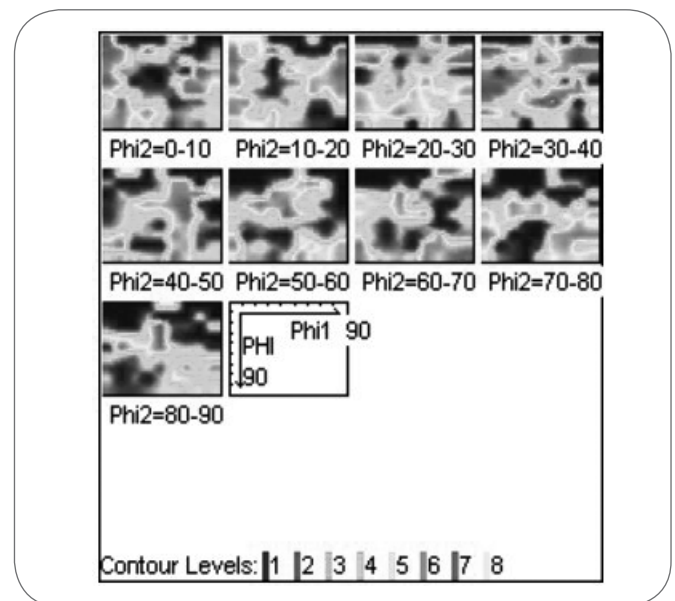 Phi2=0-10 Phi2=10-20 Phi2=20-30 Phi2=30-40
Phi2=40-50 Phi2=50-60 Phi2=60-70 Phi2=70-80
Phi1 90
PHI
90
Phi2=80-90
Contour Levels: 1 2 3 4 5 6 7 8